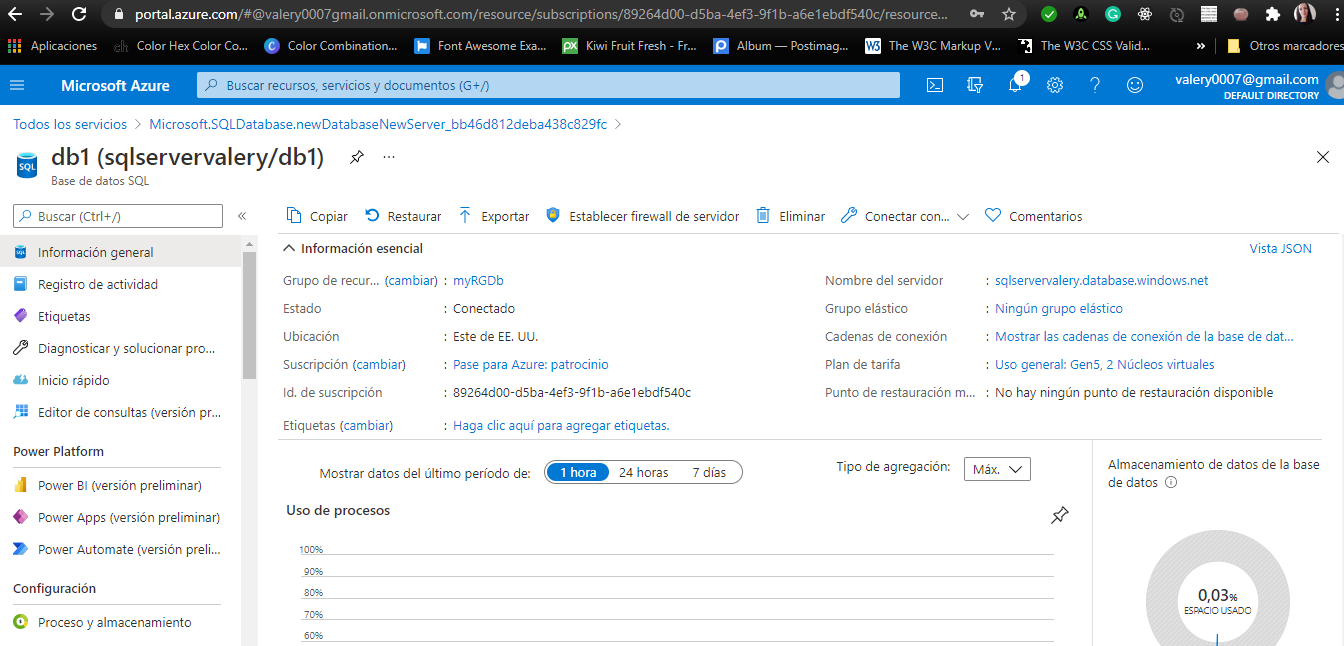 portal.azure.com/#@valery0007gmail.onmicrosoft.com/resource/subscriptions/89264d00-d5ba-4ef3-9f1b-a6e1ebdf540c/resource...
Aplicaciones
Color Hex Color Co...
Color Combination...
Font Awesome Exa...
Kiwi Fruit Fresh - Fr...
Album — Postimag...
The W3C Markup V...
The W3C CSS Valid...
»
Otros marcadores
Microsoft Azure
Buscar recursos, servicios y documentos (G+/)
1
valery0007@gmail.com
DEFAULT DIRECTORY
Todos los servicios > Microsoft.SQLDatabase.newDatabaseNewServer_bb46d812deba438c829fc >
SQL
db1 (sqlservervalery/db1)
...
Base de datos SQL
Buscar (Ctrl+/)
«
Información general
Registro de actividad
Etiquetas
Diagnosticar y solucionar pro...
Inicio rápido
Editor de consultas (versión pr...
Power Platform
Power BI (versión preliminar)
Power Apps (versión preliminar)
Power Automate (versión preli...
Configuración
Proceso y almacenamiento
Copiar
Restaurar
Exportar
Establecer firewall de servidor
Eliminar
Conectar con...
Comentarios
Información esencial
Vista JSON
Grupo de recur... (cambiar) : myRGDb
Estado : Conectado
Ubicación : Este de EE. UU.
Suscripción (cambiar) : Pase para Azure: patrocinio
Id. de suscripción : 89264d00-d5ba-4ef3-9f1b-a6e1ebdf540c
Etiquetas (cambiar) : Haga clic aquí para agregar etiquetas.
Nombre del servidor : sqlservervalery.database.windows.net
Grupo elástico : Ningún grupo elástico
Cadenas de conexión : Mostrar las cadenas de conexión de la base de dat...
Plan de tarifa : Uso general: Gen5, 2 Núcleos virtuales
Punto de restauración m... : No hay ningún punto de restauración disponible
Mostrar datos del último período de:
1 hora
24 horas
7 días
Tipo de agregación:
Máx.
Uso de procesos
100%
90%
80%
70%
60%
Almacenamiento de datos de la base
de datos
0,03%
ESPACIO USADO